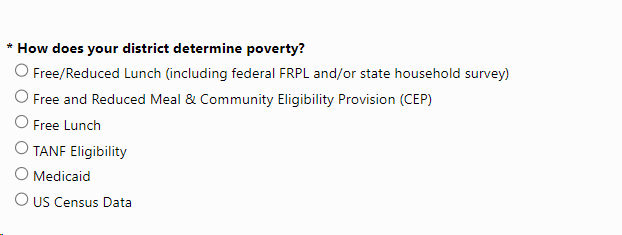 * How does your district determine poverty?
Free/Reduced Lunch (including federal FRPL and/or state household survey)
Free and Reduced Meal & Community Eligibility Provision (CEP)
Free Lunch
TANF Eligibility
Medicaid
US Census Data